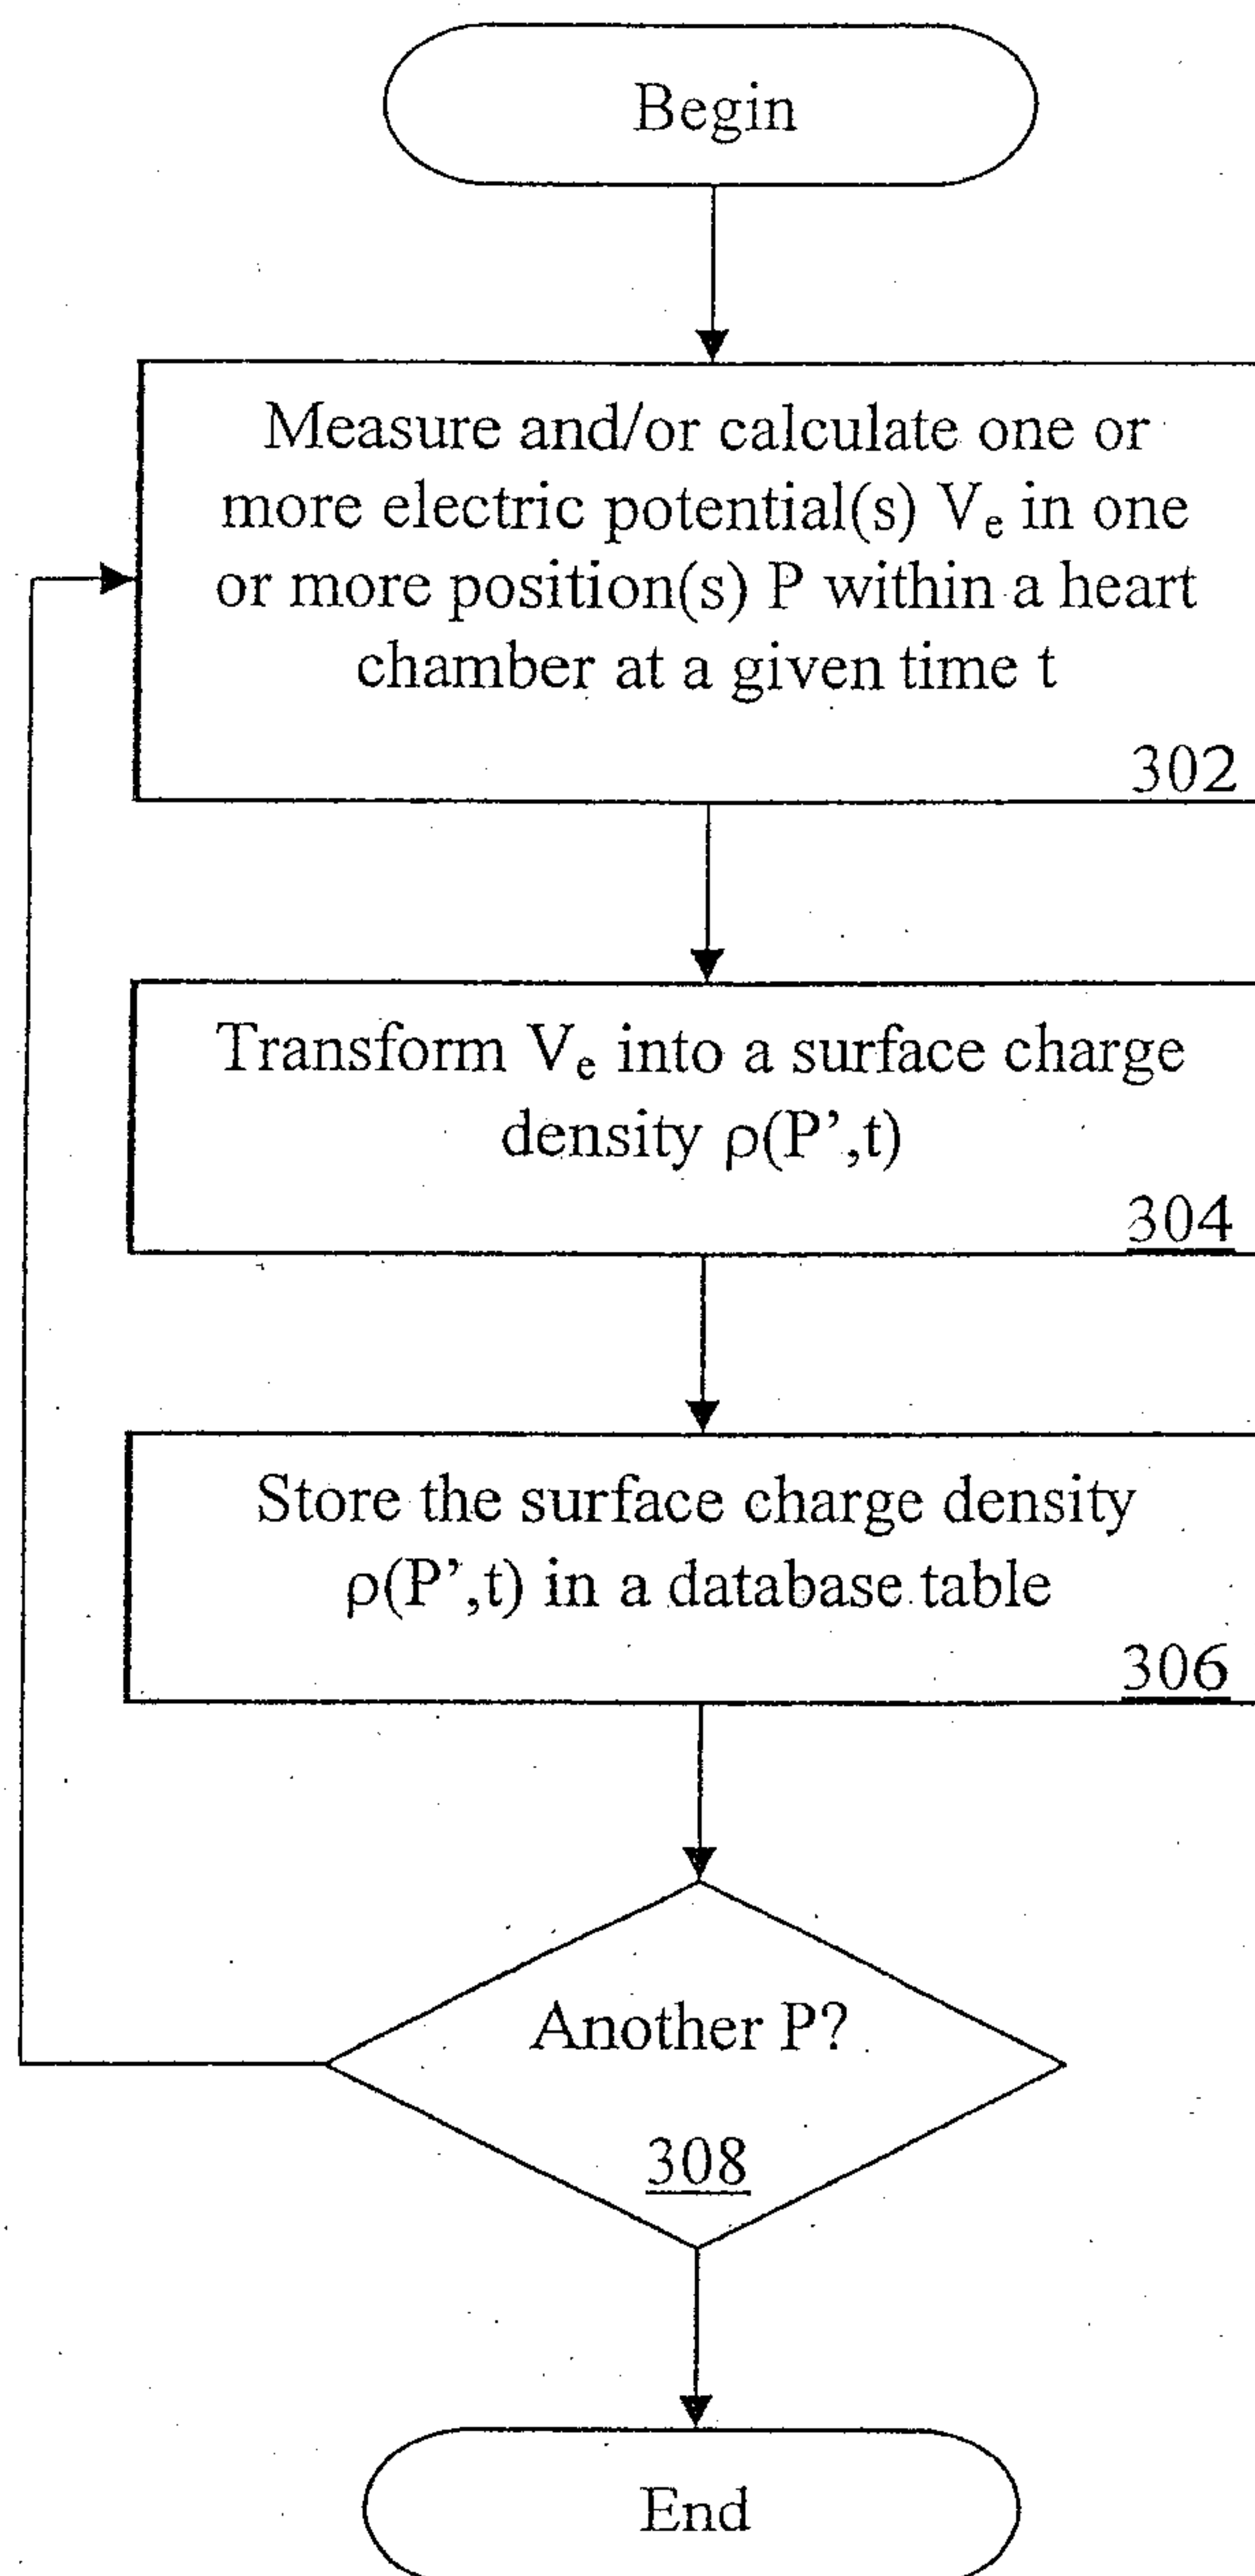 Begin
Measure and/or calculate one or
more electric potential(s) Vₑ in one
or more position(s) P within a heart
chamber at a given time t
302
Transform Vₑ into a surface charge
density ρ(P’,t)
304
Store the surface charge density
ρ(P’,t) in a database table
306
Another P?
308
End